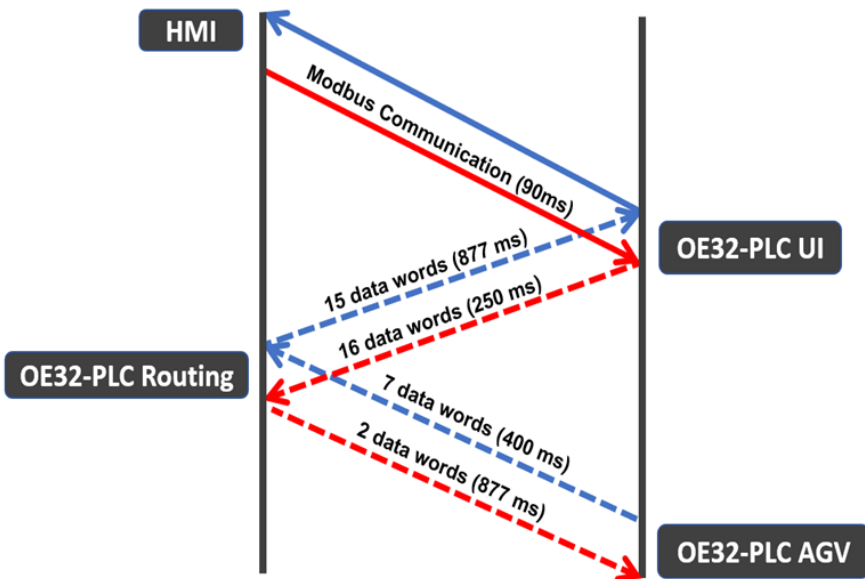 HMI
Modbus Communication (90ms)
OE32-PLC UI
15 data words (877 ms)
16 data words (250 ms)
OE32-PLC Routing
7 data words (400 ms)
2 data words (877 ms)
OE32-PLC AGV